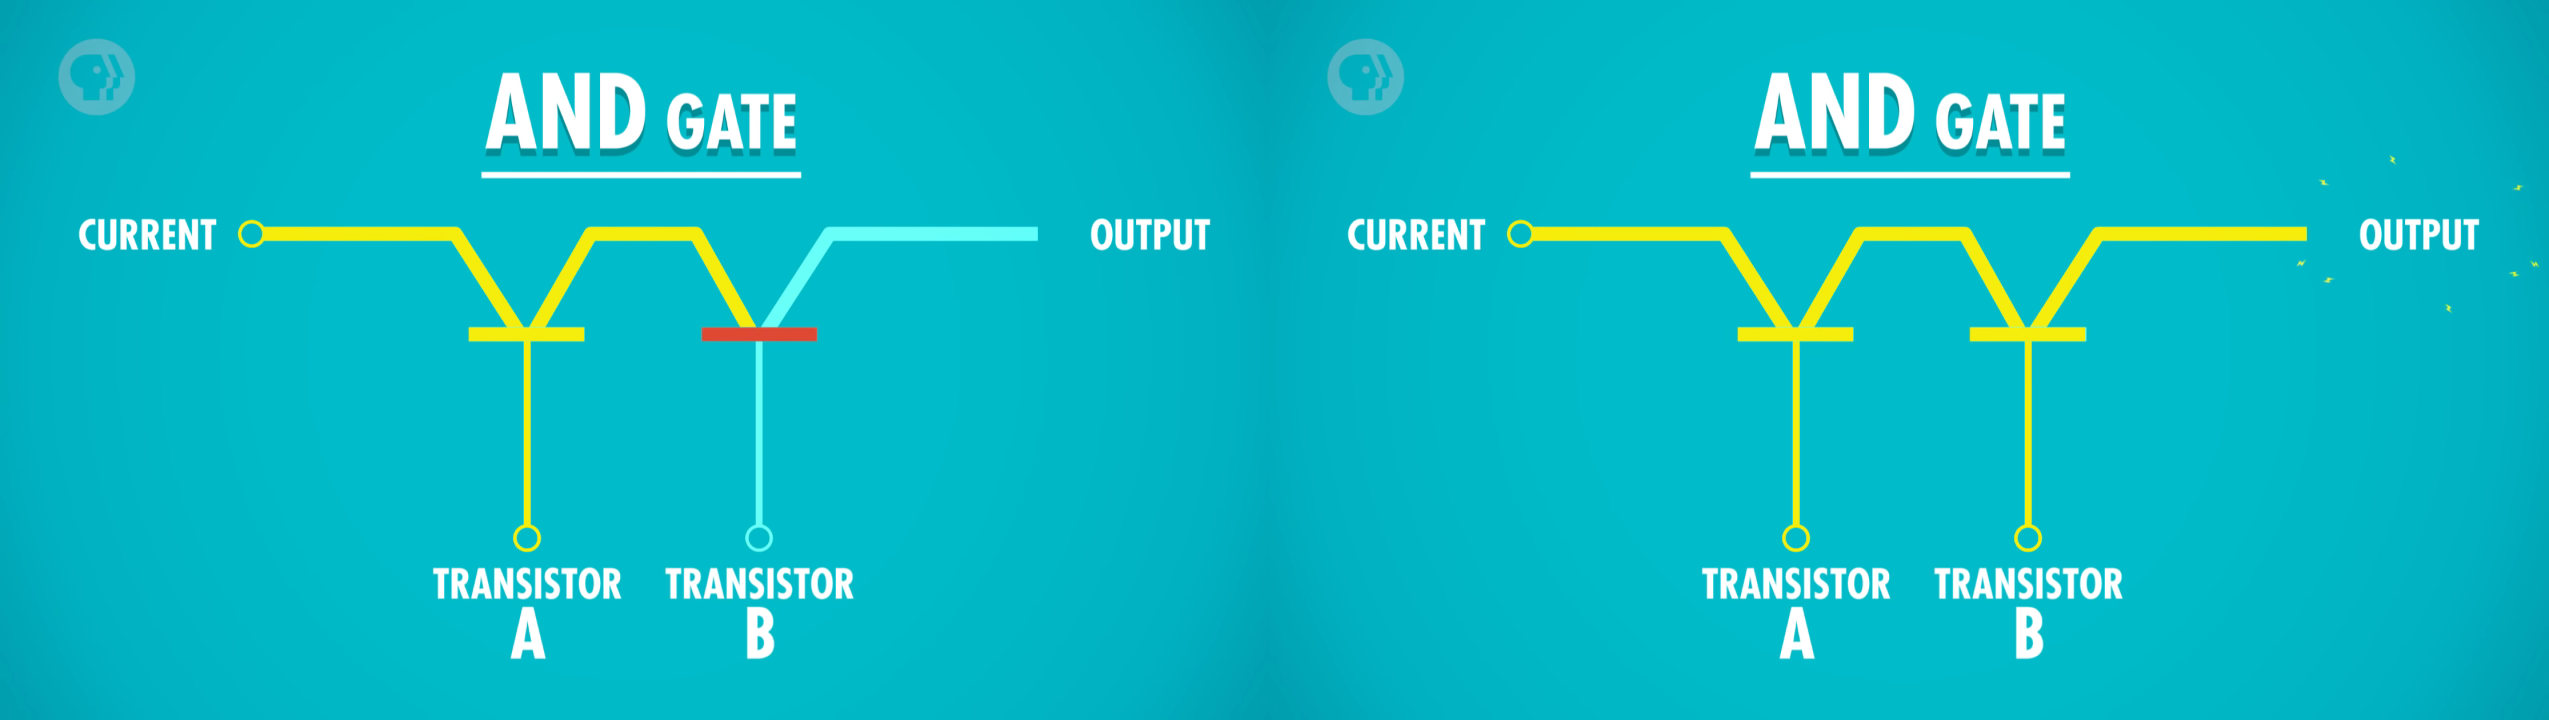 AND GATE
CURRENT
OUTPUT
TRANSISTOR
A
TRANSISTOR
B
AND GATE
CURRENT
OUTPUT
TRANSISTOR
A
TRANSISTOR
B